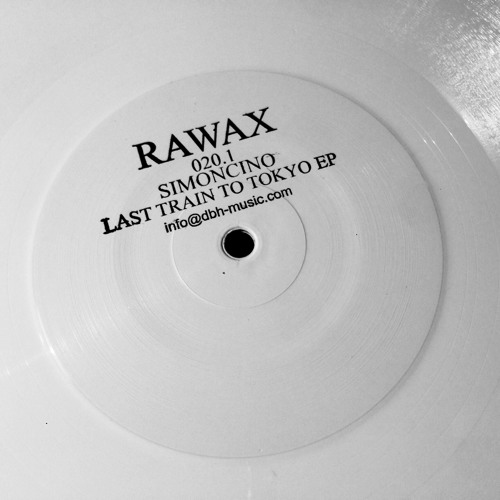 RAWAX
020.1
SIMONCINO
LAST TRAIN TO TOKYO EP
info@dbh-music.com